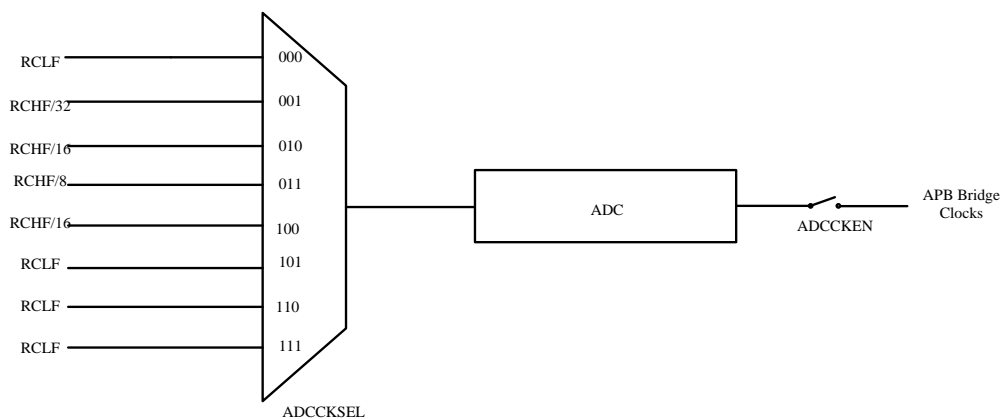 RCLF
000
RCHF/32
001
RCHF/16
010
RCHF/8
011
RCHF/16
100
RCLF
101
RCLF
110
RCLF
111
ADCCKSEL
ADC
ADCCKEN
APB Bridge
Clocks